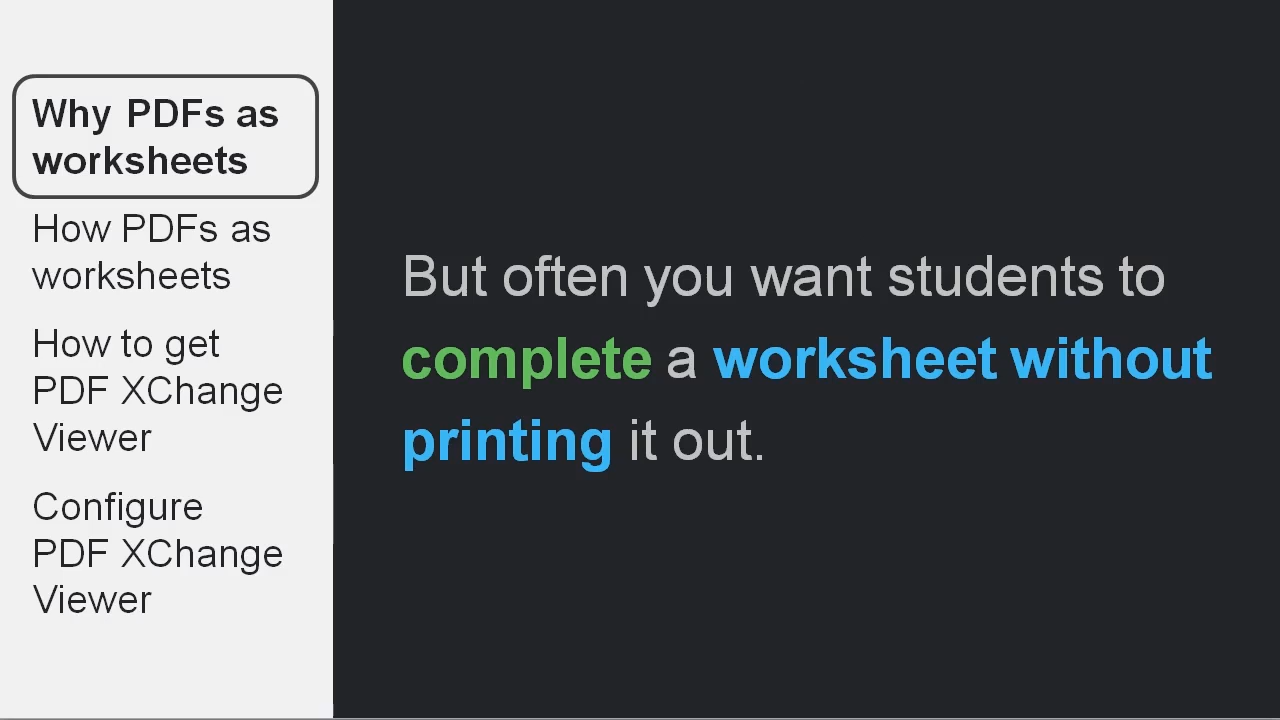 Why PDFs as
worksheets
How PDFs as
worksheets
How to get
PDF XChange
Viewer
Configure
PDF XChange
Viewer
But often you want students to
complete a worksheet without
printing it out.